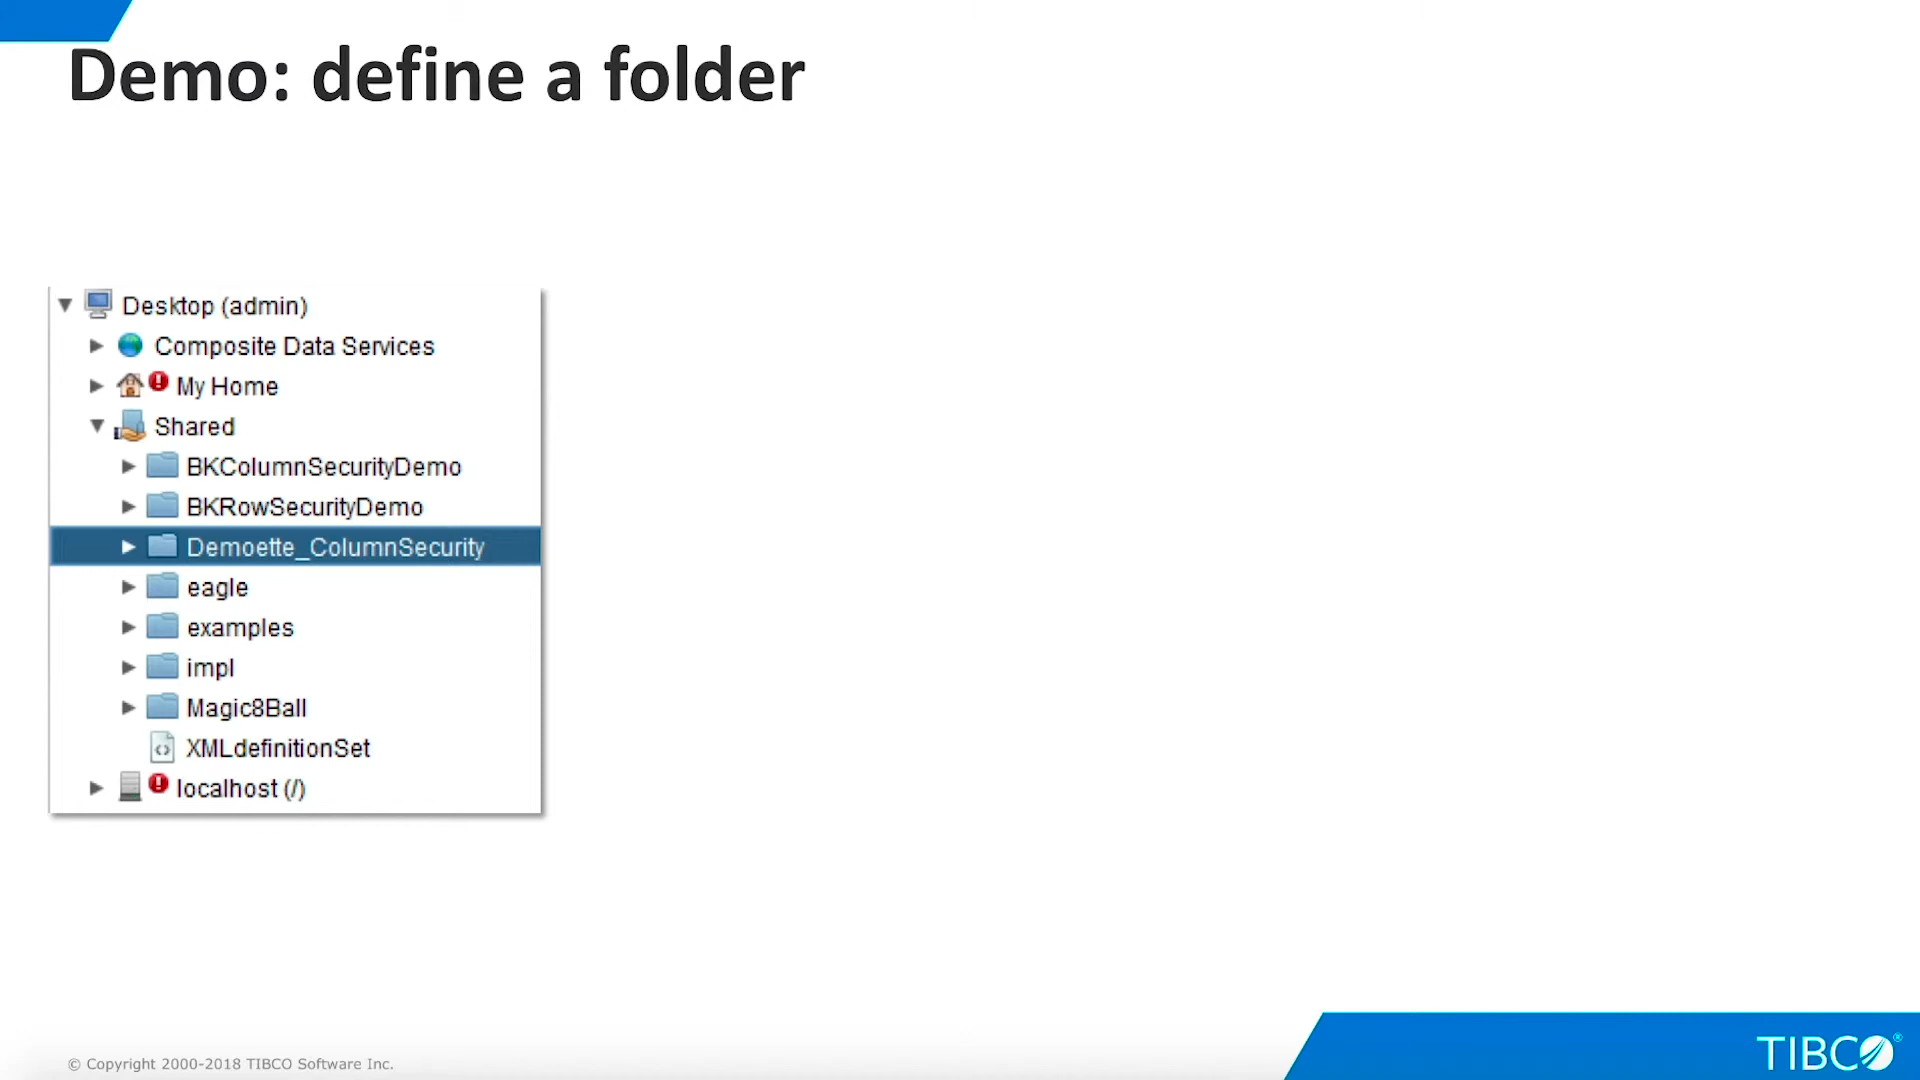 Demo: define a folder
Desktop (admin)
Composite Data Services
My Home
Shared
BKColumnSecurityDemo
BKRowSecurityDemo
Demoette_ColumnSecurity
eagle
examples
impl
Magic8Ball
XMLdefinitionSet
localhost (/)
© Copyright 2000-2018 TIBCO Software Inc.
TIBCO®